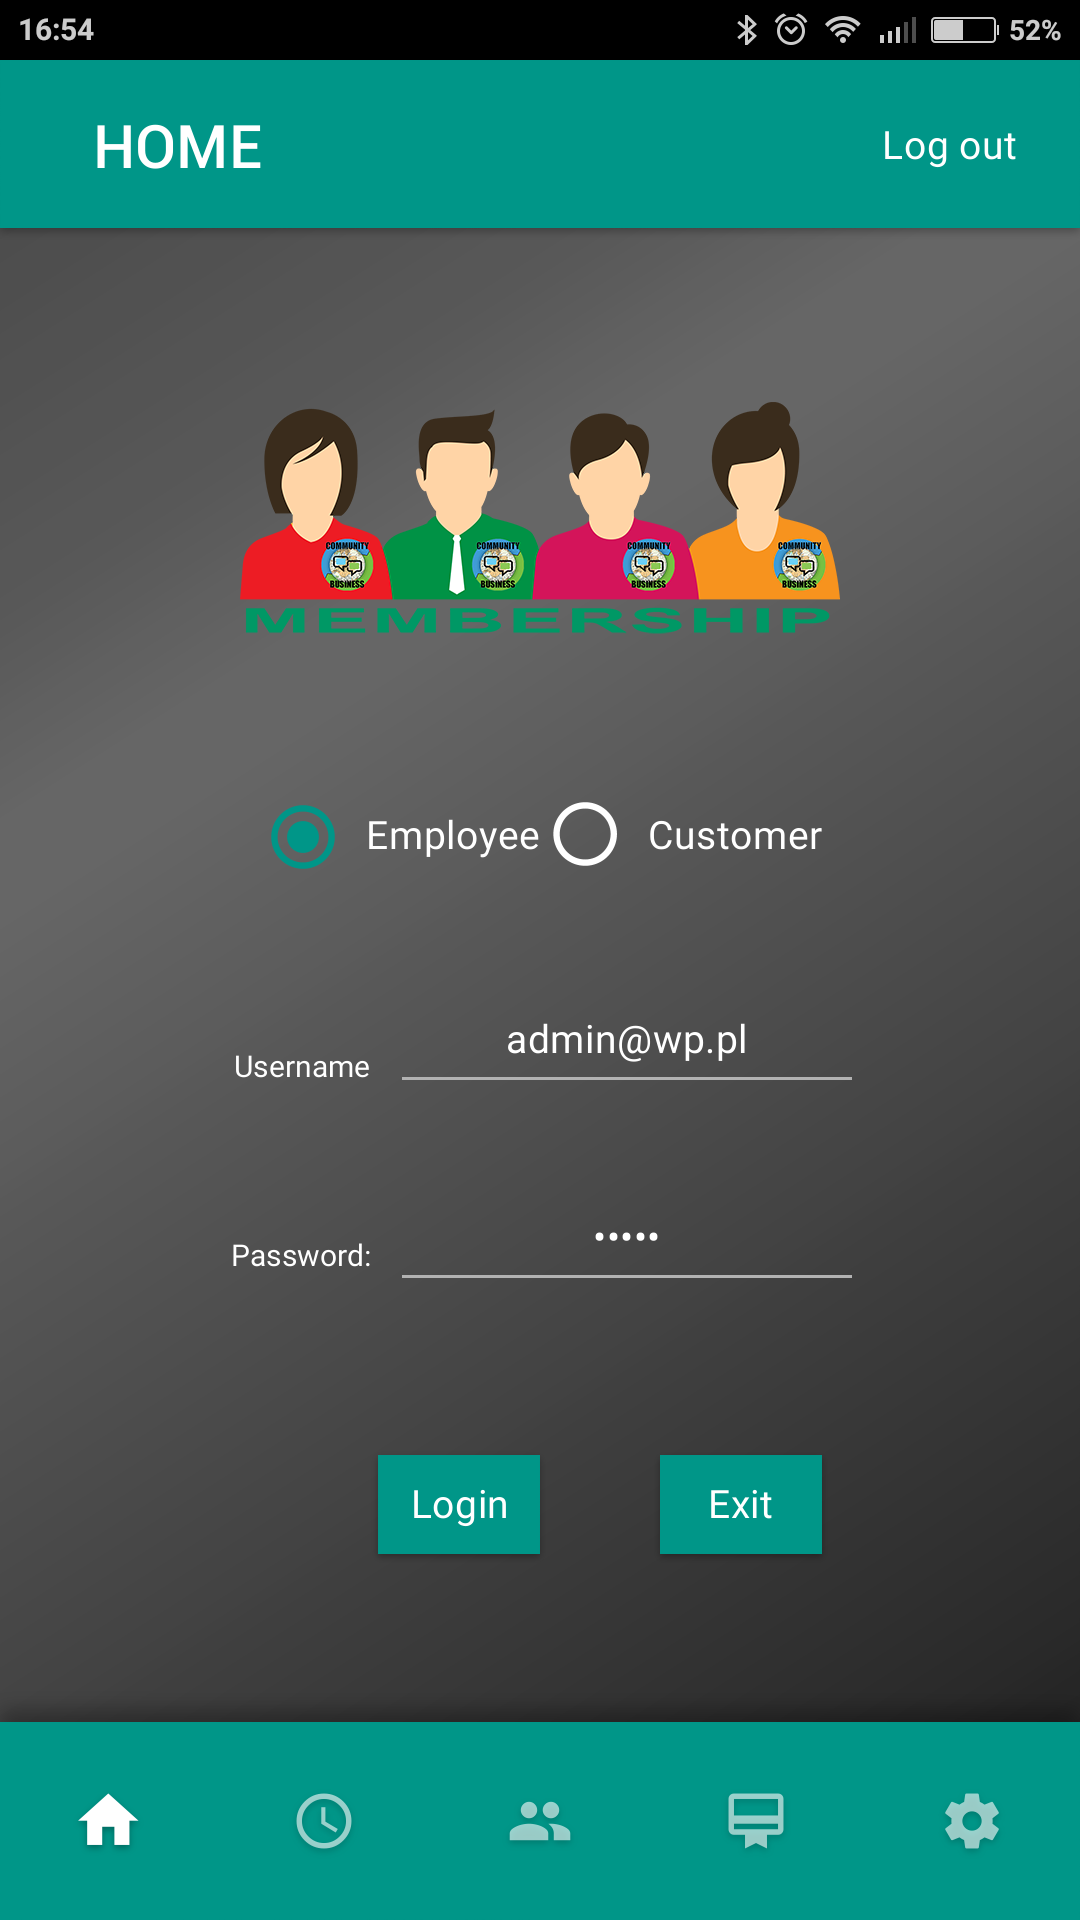 16:54 52%
HOME Log out
COMMUNITY COMMUNITY COMMUNITY COMMUNITY
BUSINESS BUSINESS BUSINESS BUSINESS
MEMBERSHIP
Employee Customer
admin@wp.pl
Username
•••••
Password:
Login Exit